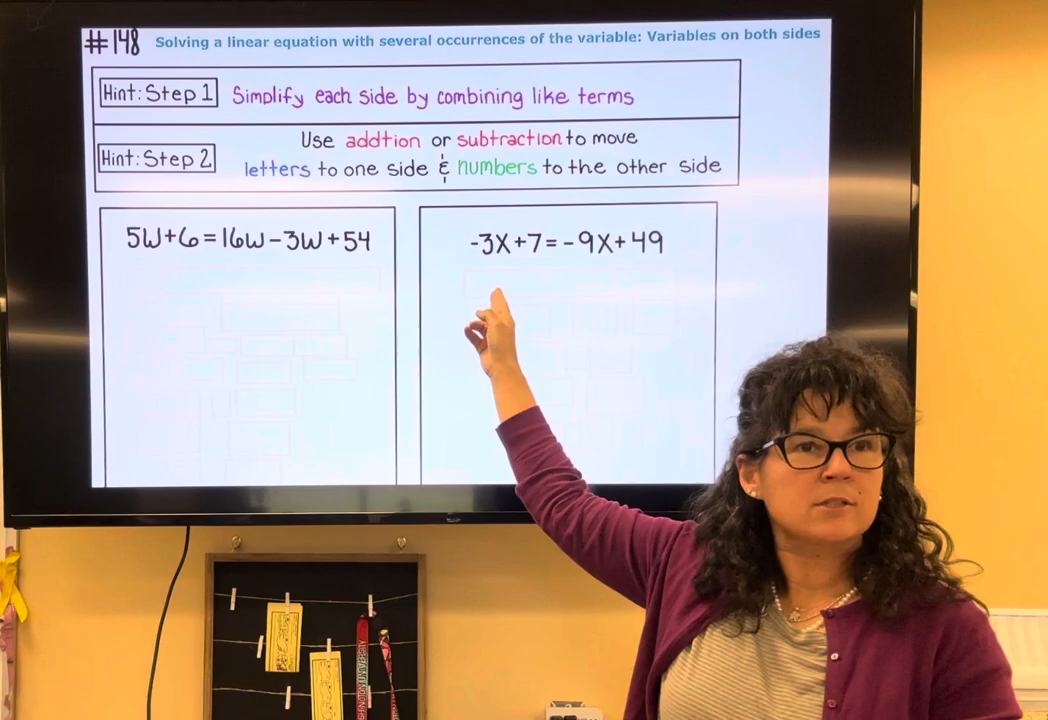 #148 Solving a linear equation with several occurrences of the variable: Variables on both sides
Hint: Step 1 Simplify each side by combining like terms
Hint: Step 2 Use addtion or subtraction to move
letters to one side & numbers to the other side
5W+6=16W-3W+54
-3X+7=-9X+49